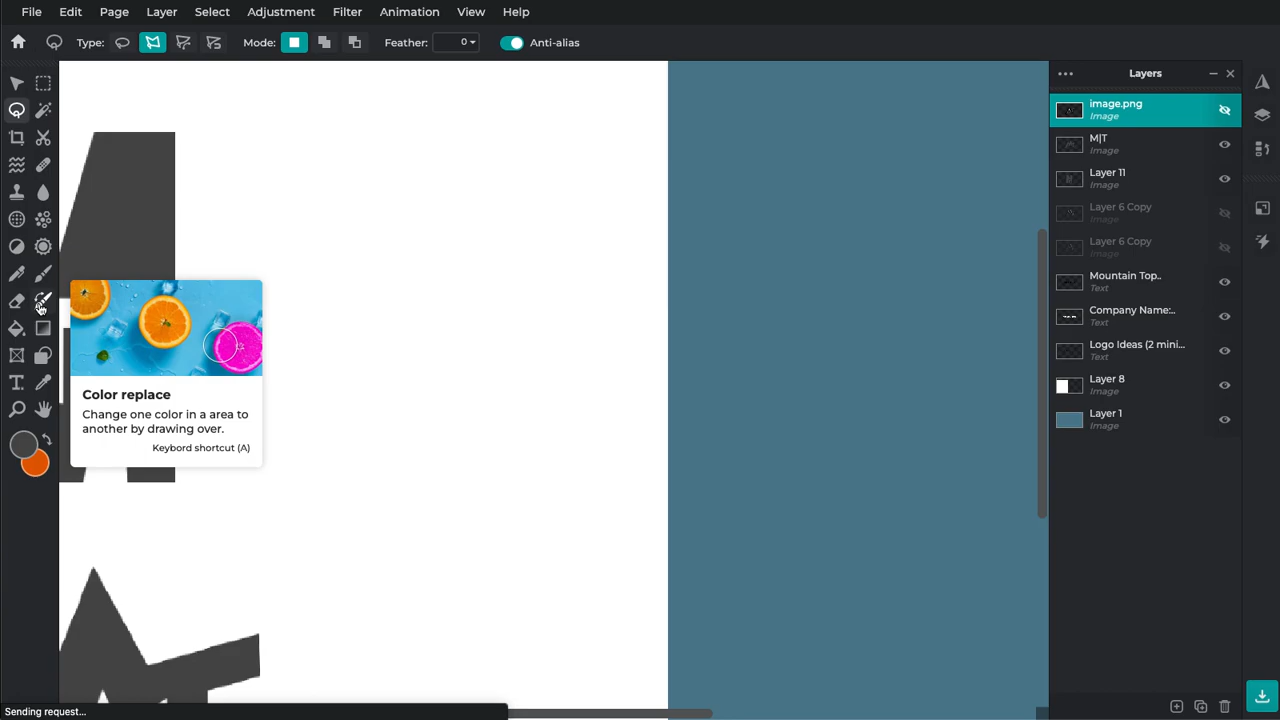 File Edit Page Layer Select Adjustment Filter Animation View Help
Type: Mode: Feather: 0 Anti-alias
Layers
image.png
Image
M|T
Image
Layer 11
Image
Layer 6 Copy
Image
Layer 6 Copy
Image
Mountain Top..
Text
Company Name:...
Text
Logo Ideas (2 mini...
Text
Layer 8
Image
Layer 1
Image
Color replace
Change one color in a area to
another by drawing over.
Keybord shortcut (A)
Sending request...